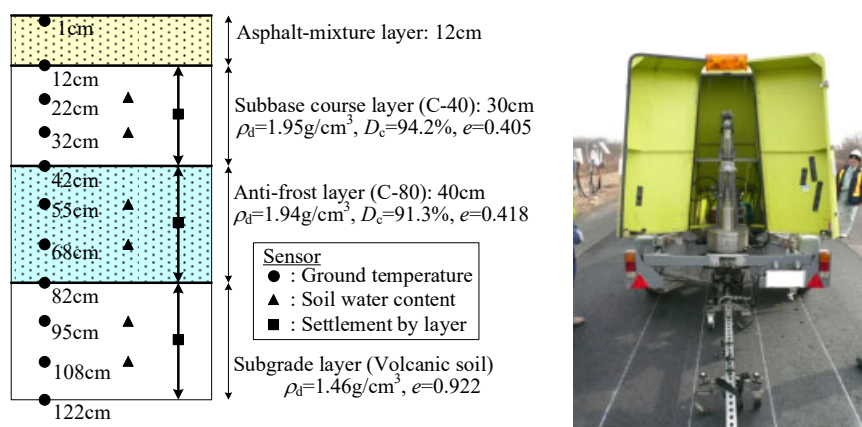 1cm
Asphalt-mixture layer: 12cm
12cm
22cm
32cm
Subbase course layer (C-40): 30cm
ρd=1.95g/cm³, Dc=94.2%, e=0.405
42cm
55cm
68cm
Anti-frost layer (C-80): 40cm
ρd=1.94g/cm³, Dc=91.3%, e=0.418
Sensor
● : Ground temperature
▲ : Soil water content
■ : Settlement by layer
82cm
95cm
108cm
122cm
Subgrade layer (Volcanic soil)
ρd=1.46g/cm³, e=0.922